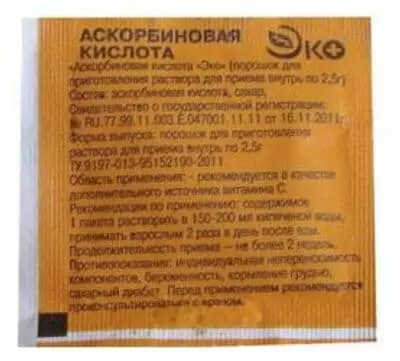 АСКОРБИНОВАЯ
КИСЛОТА
Эко+
«Аскорбиновая кислота «Эко» (порошок для
приготовления раствора для приема внутрь по 2,5г)
Состав: аскорбиновая кислота, сахар.
Свидетельство о государственной регистрации:
№ RU.77.99.11.003.Е.047001.11.11 от 16.11.2011г.
Форма выпуска: порошок для приготовления
раствора для приема внутрь по 2,5г
ТУ 9197-013-95152190-2011.
Область применения: - рекомендуется в качестве
дополнительного источника витамина С.
Рекомендации по применению: содержимое
1 пакета растворить в 150-200 мл кипяченой воды,
принимать взрослым 2 раза в день после еды.
Продолжительность приема – не более 2 недель.
Противопоказания: индивидуальная непереносимость
компонентов, беременность, кормление грудью,
сахарный диабет. Перед применением рекомендуется
проконсультироваться с врачом.